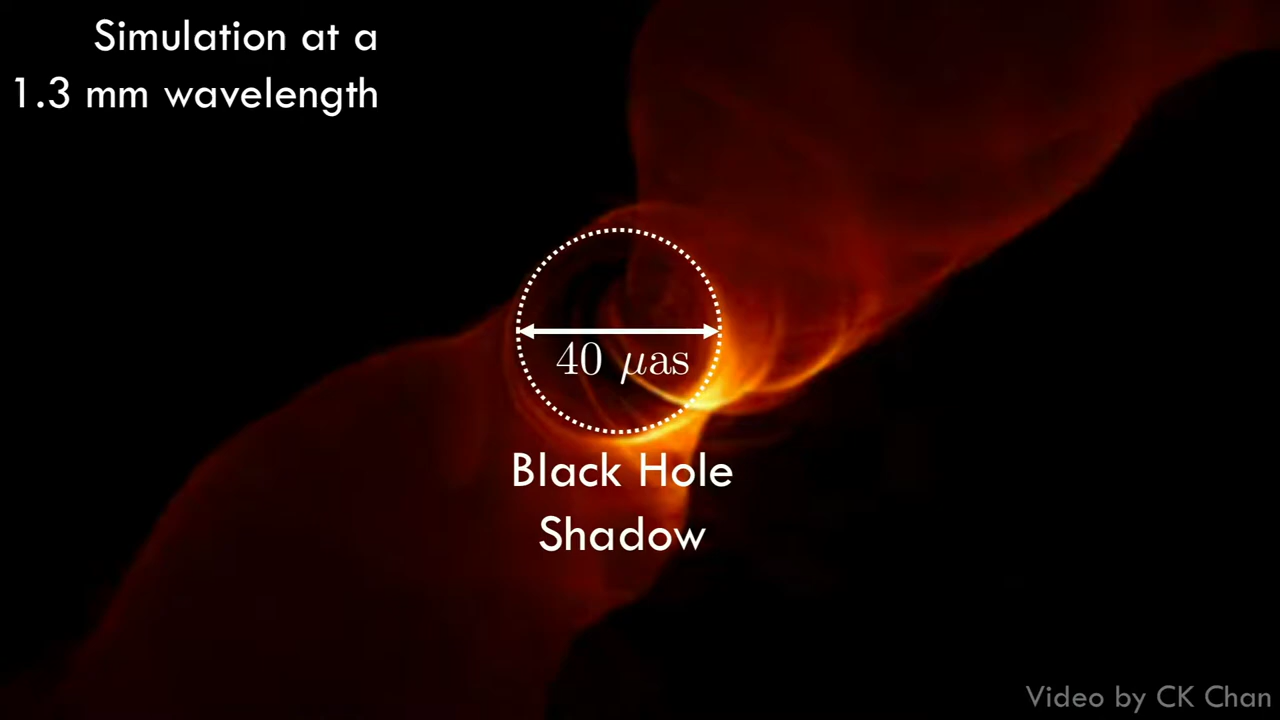 Simulation at a
1.3 mm wavelength
40 μas
Black Hole
Shadow
Video by CK Chan